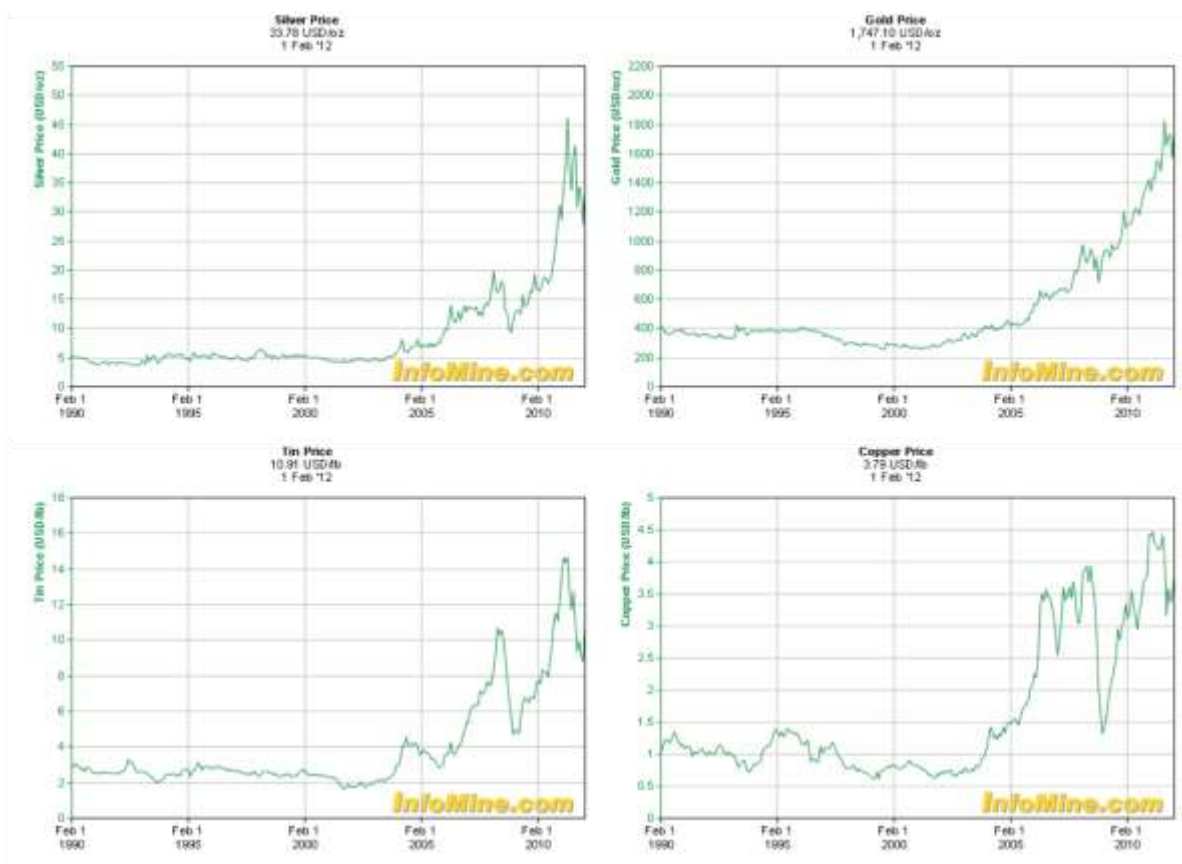 Silver Price
33.78 USD/oz
1 Feb '12
Silver Price (USD/oz)
55
50
45
40
35
30
25
20
15
10
5
0
InfoMine.com
Feb 1 Feb 1 Feb 1 Feb 1 Feb 1
1990 1995 2000 2005 2010
Gold Price
1,747.10 USD/oz
1 Feb '12
Gold Price (USD/oz)
2200
2000
1800
1600
1400
1200
1000
800
600
400
200
0
InfoMine.com
Feb 1 Feb 1 Feb 1 Feb 1 Feb 1
1990 1995 2000 2005 2010
Tin Price
10.91 USD/lb
1 Feb '12
Tin Price (USD/lb)
18
16
14
12
10
8
6
4
2
0
InfoMine.com
Feb 1 Feb 1 Feb 1 Feb 1 Feb 1
1990 1995 2000 2005 2010
Copper Price
3.79 USD/lb
1 Feb '12
Copper Price (USD/lb)
5
4.5
4
3.5
3
2.5
2
1.5
1
0.5
0
InfoMine.com
Feb 1 Feb 1 Feb 1 Feb 1 Feb 1
1990 1995 2000 2005 2010